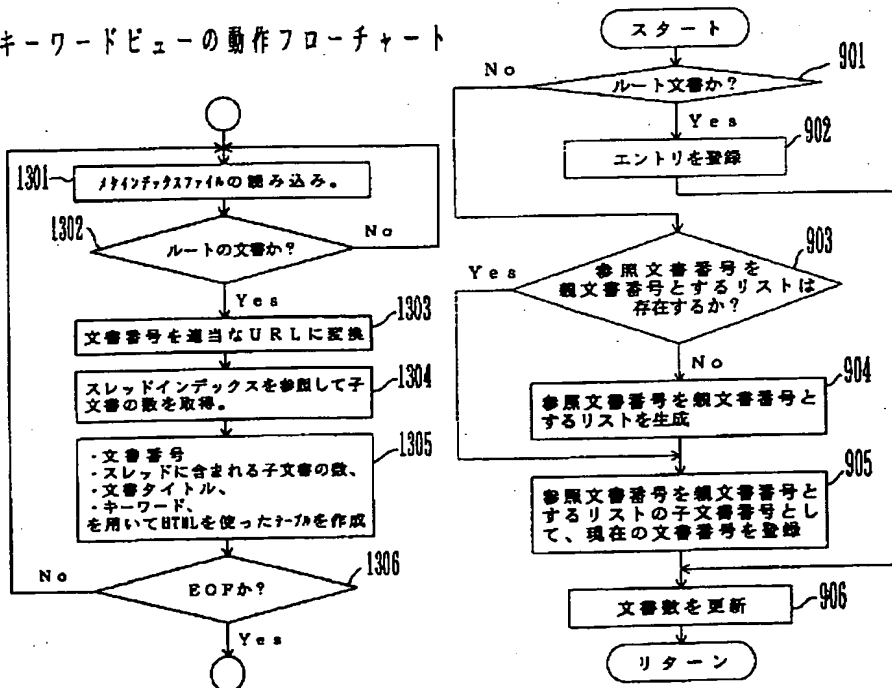 キーワードビューの動作フローチャート
1301
メタインデックスファイルの読み込み。
1302
ルートの文書か?
No
Yes
文書番号を適当なURLに変換
1303
スレッドインデックスを参照して子
文書の数を取得。
1304
・文書番号
・スレッドに含まれる子文書の数、
・文書タイトル、
・キーワード、
を用いてHTMLを使ったテーブルを作成
1305
No
EOFか?
1306
Yes
スタート
No
ルート文書か?
901
Yes
エントリを登録
902
Yes
参照文書番号を
親文書番号とするリストは
存在するか?
903
No
参照文書番号を親文書番号と
するリストを生成
904
参照文書番号を親文書番号と
するリストの子文書番号とし
て、現在の文書番号を登録
905
文書数を更新
906
リターン